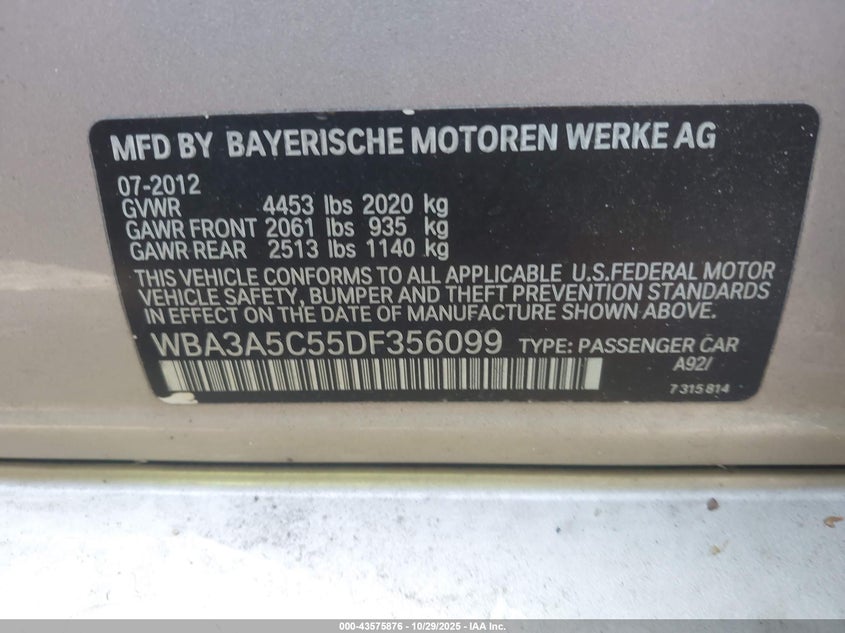 MFD BY BAYERISCHE MOTOREN WERKE AG
07-2012
GVWR 4453 lbs 2020 kg
GAWR FRONT 2061 lbs 935 kg
GAWR REAR 2513 lbs 1140 kg
THIS VEHICLE CONFORMS TO ALL APPLICABLE U.S.FEDERAL MOTOR
VEHICLE SAFETY, BUMPER AND THEFT PREVENTION STANDARDS
IN EFFECT ON THE DATE OF MANUFACTURE SHOWN ABOVE.
WBA3A5C55DF356099 TYPE: PASSENGER CAR
A92/
7 315 814
000-43575876 - 10/29/2025 - IAA Inc.